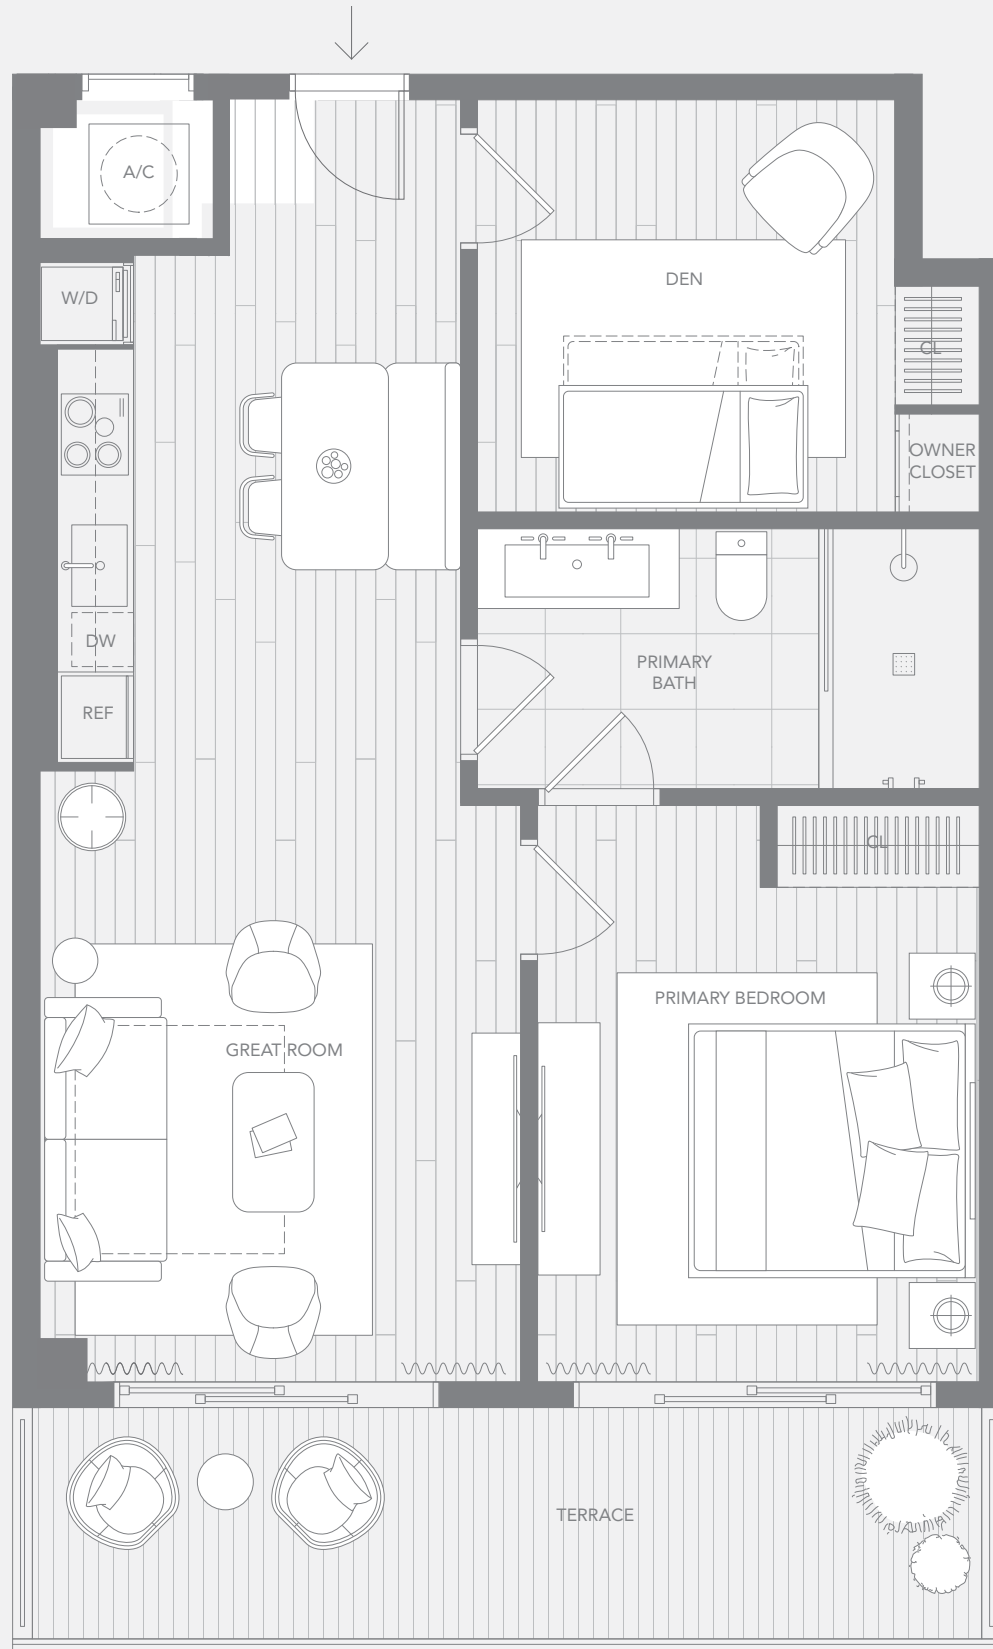 A/C
DEN
W/D
CL
OWNER
CLOSET
DW
PRIMARY
BATH
REF
CL
PRIMARY BEDROOM
GREAT ROOM
TERRACE